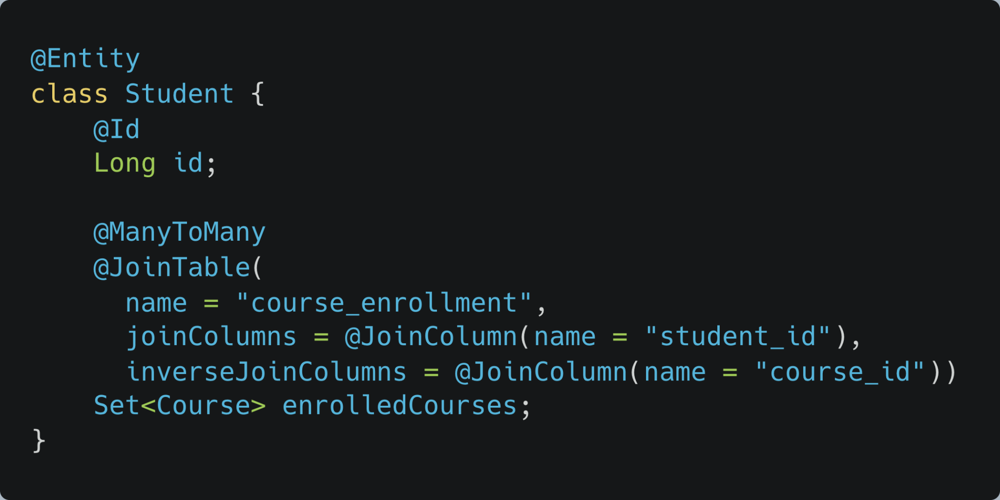 @Entity
class Student {
    @Id
    Long id;

    @ManyToMany
    @JoinTable(
      name = "course_enrollment",
      joinColumns = @JoinColumn(name = "student_id"),
      inverseJoinColumns = @JoinColumn(name = "course_id"))
    Set<Course> enrolledCourses;
}